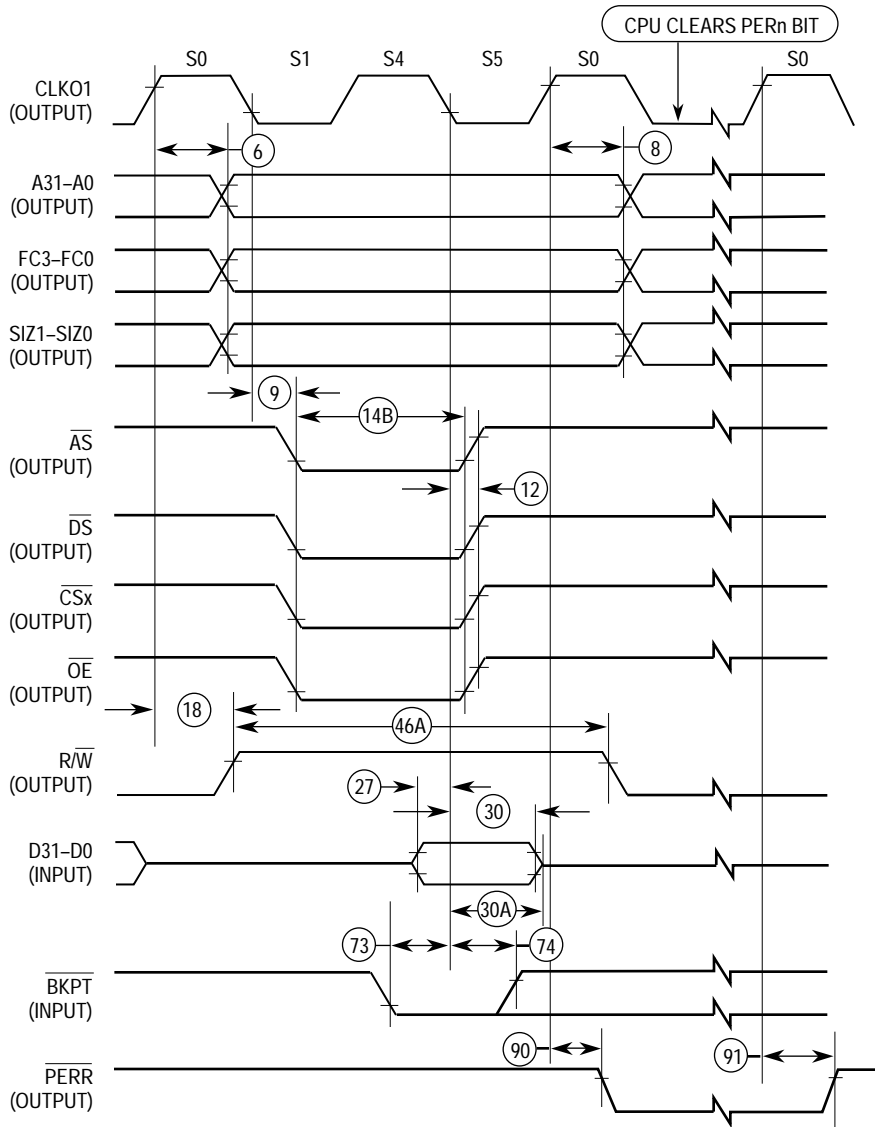 CPU CLEARS PERn BIT
S0 S1 S4 S5 S0 S0
CLKO1
(OUTPUT)
6 8
A31–A0
(OUTPUT)
FC3–FC0
(OUTPUT)
SIZ1–SIZ0
(OUTPUT)
9
14B
AS
(OUTPUT)
12
DS
(OUTPUT)
CSx
(OUTPUT)
OE
(OUTPUT)
18
46A
R/W
(OUTPUT)
27
30
D31–D0
(INPUT)
30A
73 74
BKPT
(INPUT)
90 91
PERR
(OUTPUT)